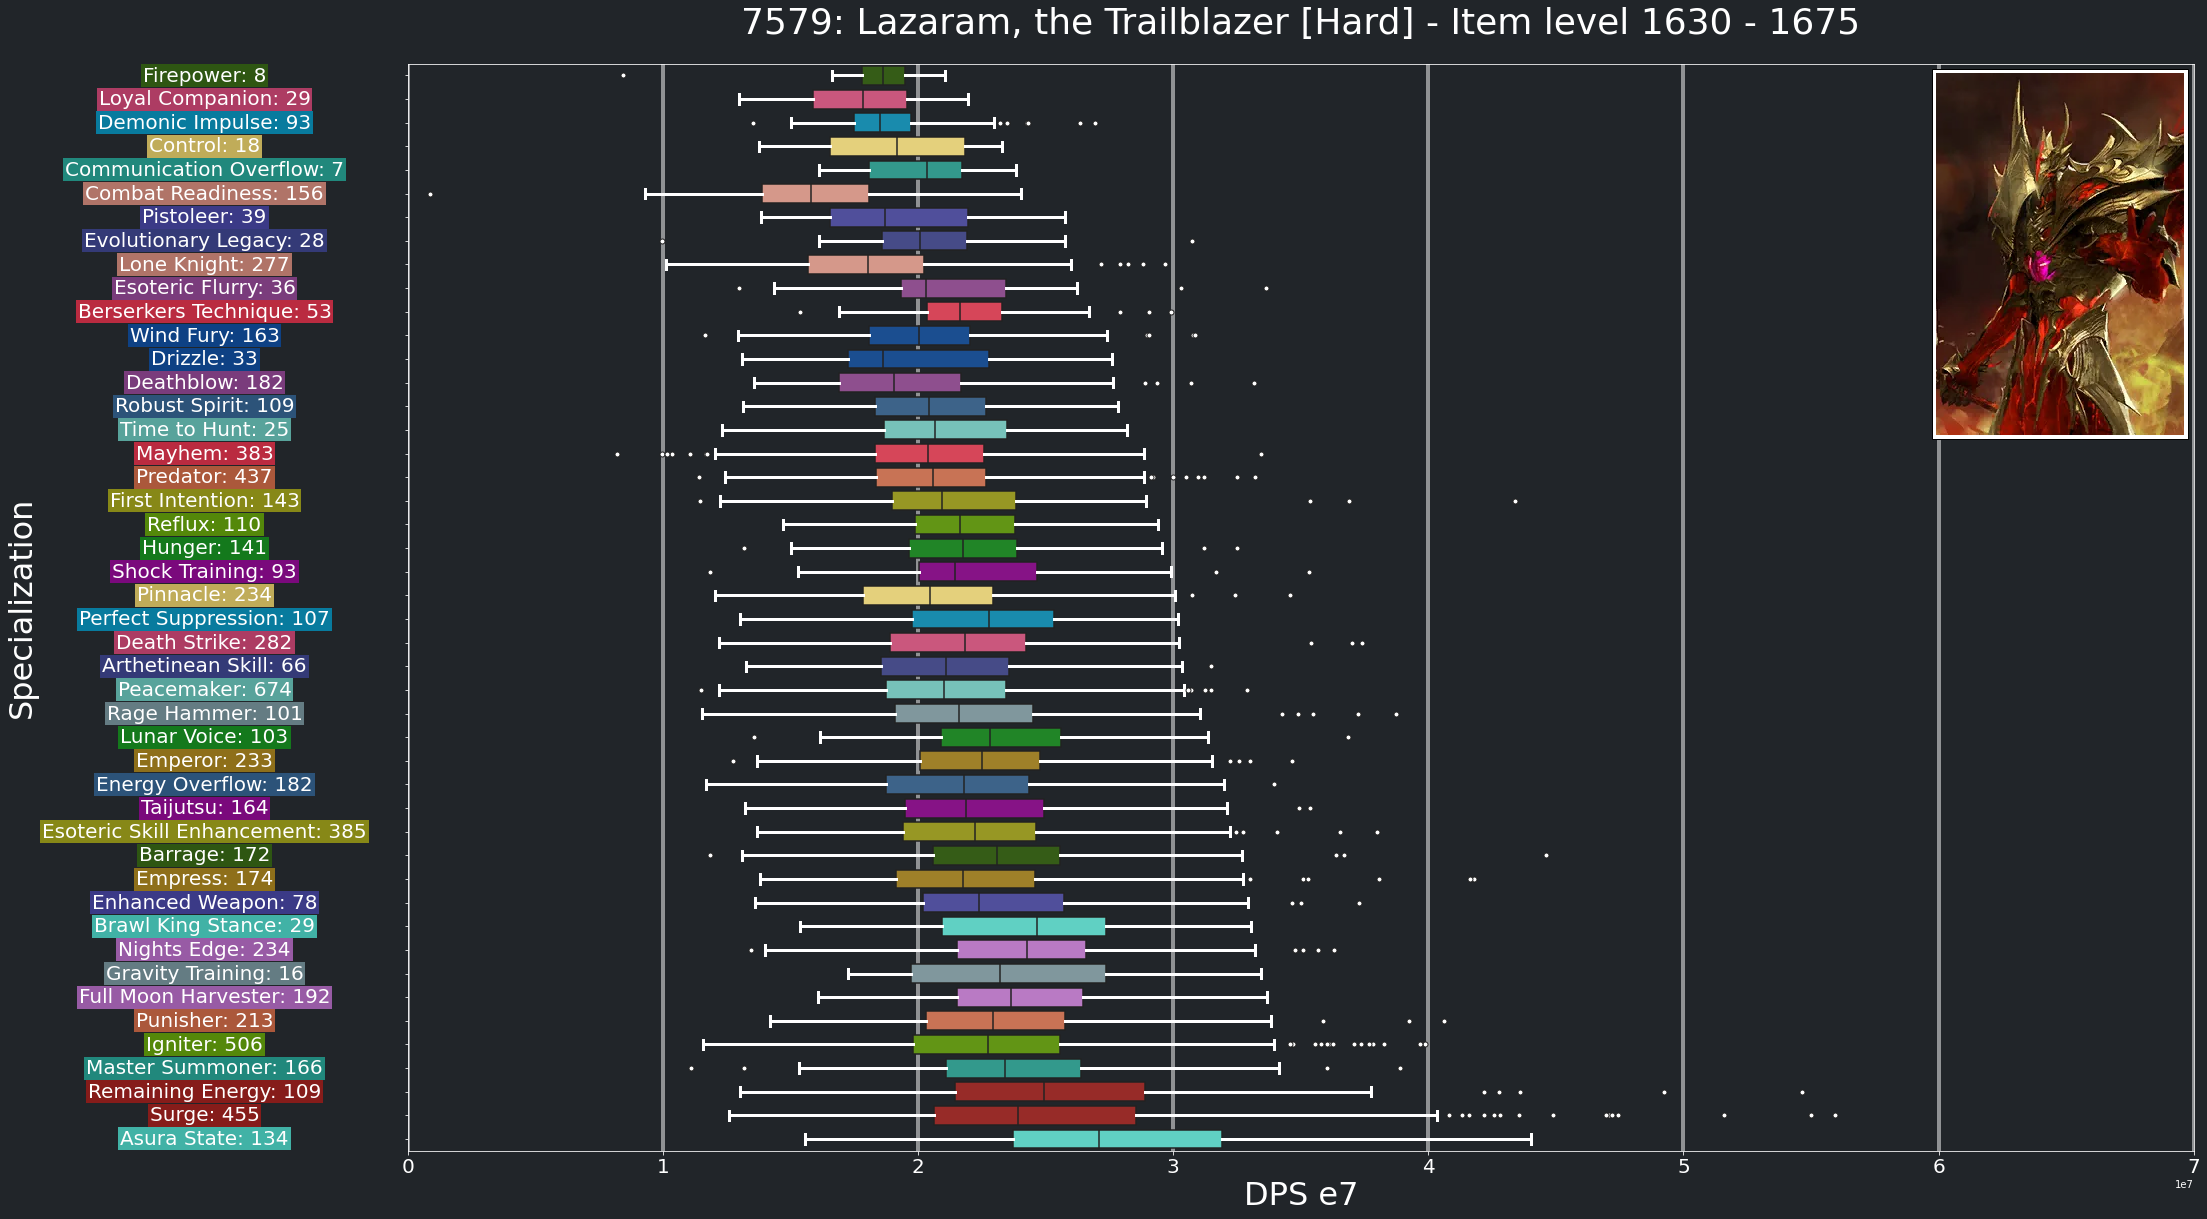 7579: Lazaram, the Trailblazer [Hard] - Item level 1630 - 1675
Specialization
Firepower: 8
Loyal Companion: 29
Demonic Impulse: 93
Control: 18
Communication Overflow: 7
Combat Readiness: 156
Pistoleer: 39
Evolutionary Legacy: 28
Lone Knight: 277
Esoteric Flurry: 36
Berserkers Technique: 53
Wind Fury: 163
Drizzle: 33
Deathblow: 182
Robust Spirit: 109
Time to Hunt: 25
Mayhem: 383
Predator: 437
First Intention: 143
Reflux: 110
Hunger: 141
Shock Training: 93
Pinnacle: 234
Perfect Suppression: 107
Death Strike: 282
Arthetinean Skill: 66
Peacemaker: 674
Rage Hammer: 101
Lunar Voice: 103
Emperor: 233
Energy Overflow: 182
Taijutsu: 164
Esoteric Skill Enhancement: 385
Barrage: 172
Empress: 174
Enhanced Weapon: 78
Brawl King Stance: 29
Nights Edge: 234
Gravity Training: 16
Full Moon Harvester: 192
Punisher: 213
Igniter: 506
Master Summoner: 166
Remaining Energy: 109
Surge: 455
Asura State: 134
0 1 2 3 4 5 6 7
DPS e7
1e7